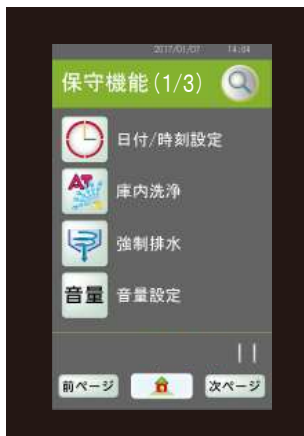 2017/01/07 14:04
保守機能(1/3)
日付/時刻設定
AT
庫内洗浄
強制排水
音量
音量設定
前ページ
次ページ